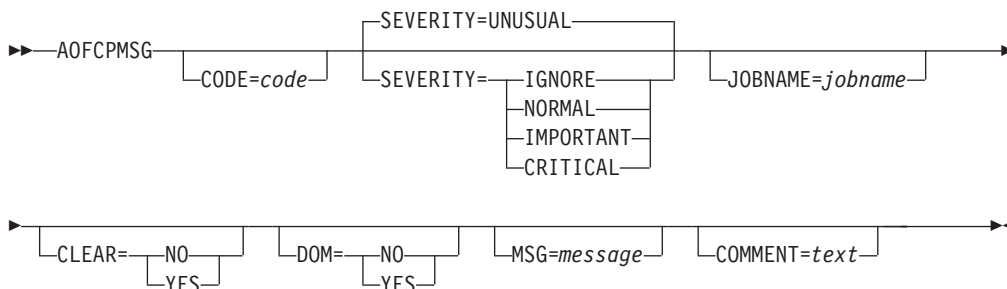 SEVERITY=UNUSUAL
AOFCPMSG
CODE=code
SEVERITY=
IGNORE
JOBNAME=jobname
NORMAL
IMPORTANT
CRITICAL
CLEAR=
NO
DOM=
NO
MSG=message
COMMENT=text
YES
YES